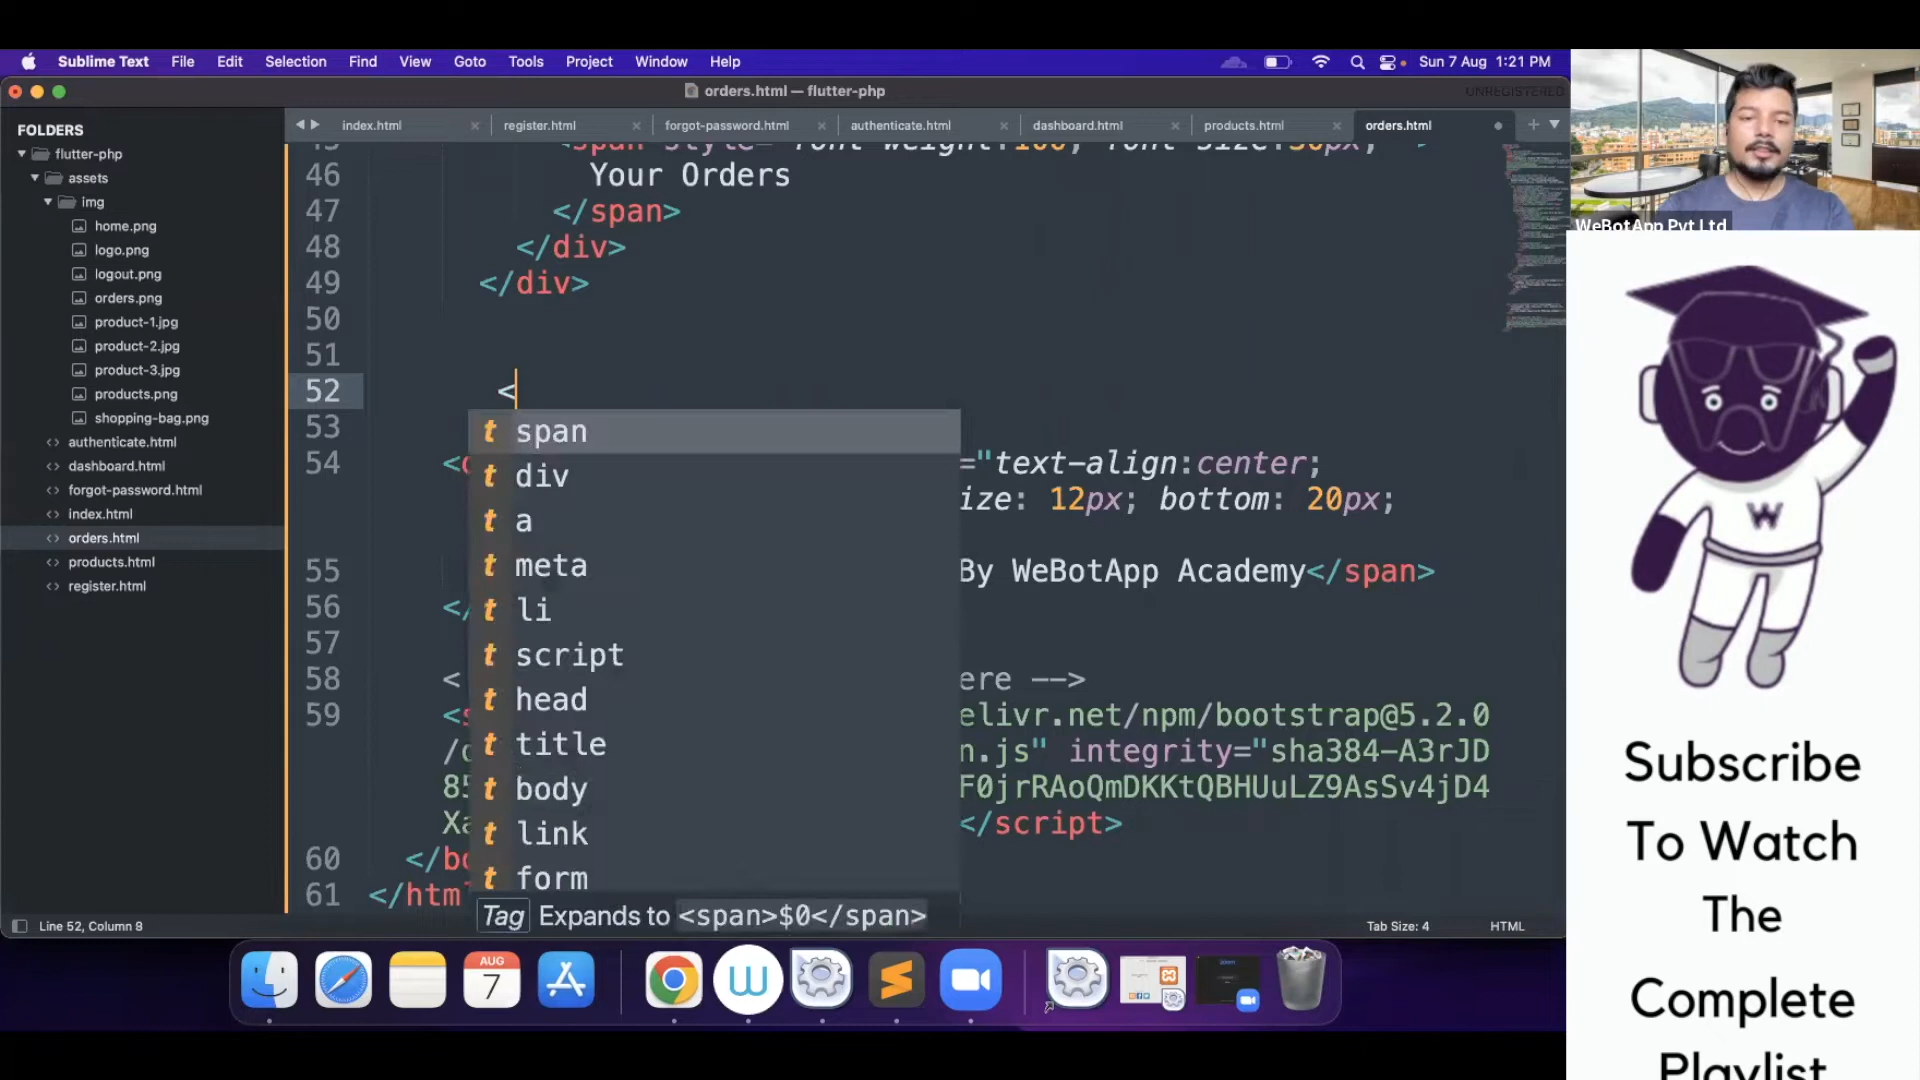 Sublime Text File Edit Selection Find View Goto Tools Project Window Help Sun 7 Aug 1:21 PM
orders.html — flutter-php UNREGISTERED
FOLDERS
flutter-php
assets
img
home.png
logo.png
logout.png
orders.png
product-1.jpg
product-2.jpg
product-3.jpg
products.png
shopping-bag.png
authenticate.html
dashboard.html
forgot-password.html
index.html
orders.html
products.html
register.html
index.html register.html forgot-password.html authenticate.html dashboard.html products.html orders.html
46 Your Orders
47 </span>
48 </div>
49 </div>
50
51
52 <
53
54 ="text-align:center;
ize: 12px; bottom: 20px;
55 By WeBotApp Academy</span>
56 </
57
58 < ere -->
59 <s elivr.net/npm/bootstrap@5.2.0
n.js" integrity="sha384-A3rJD
85 F0jrRAoQmDKKtQBHUuLZ9AsSv4jD4
Xa </script>
60 </bo
61 </htm
t span
t div
t a
t meta
t li
t script
t head
t title
t body
t link
t form
Tag Expands to <span>$0</span>
Line 52, Column 8 Tab Size: 4 HTML
AUG
7
WeBotApp Pvt Ltd
W
Subscribe
To Watch
The
Complete
Playlist